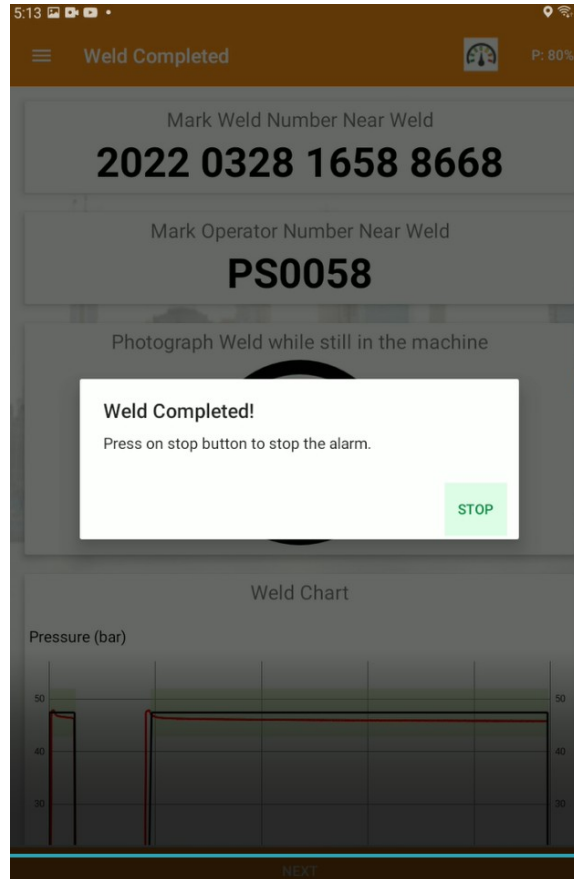 5:13
Weld Completed
P: 80%
Mark Weld Number Near Weld
2022 0328 1658 8668
Mark Operator Number Near Weld
PS0058
Photograph Weld while still in the machine
Weld Completed!
Press on stop button to stop the alarm.
STOP
Weld Chart
Pressure (bar)
50 50
40 40
30 30
NEXT